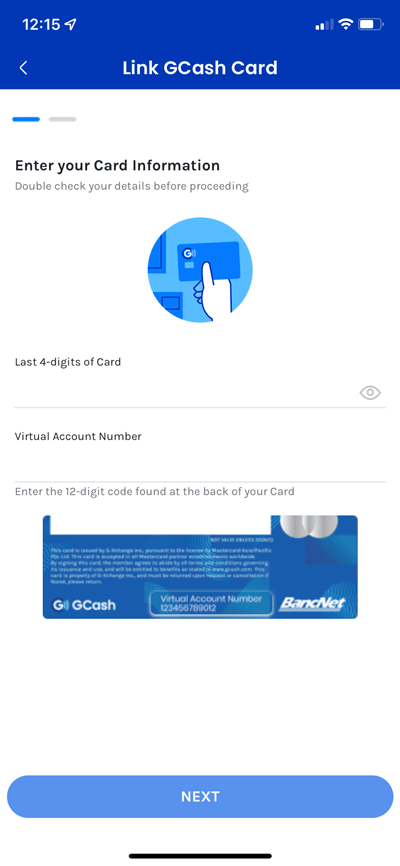 12:15
Link GCash Card
Enter your Card Information
Double check your details before proceeding
G
Last 4-digits of Card
Virtual Account Number
Enter the 12-digit code found at the back of your Card
NOT VALID UNLESS SIGNED
This card is issued by G-Xchange Inc., pursuant to the license by Mastercard Asia/Pacific
Pte Ltd. This card is accepted in all Mastercard partner establishments worldwide.
By signing this card, the member agrees to abide by all terms and conditions governing
its issuance and use, and will be entitled to benefits as stated in www.gcash.com. This
card is property of G-Xchange Inc., and must be returned upon request or cancellation if
found, please return.
GCash
Virtual Account Number
123456789012
BancNet
NEXT